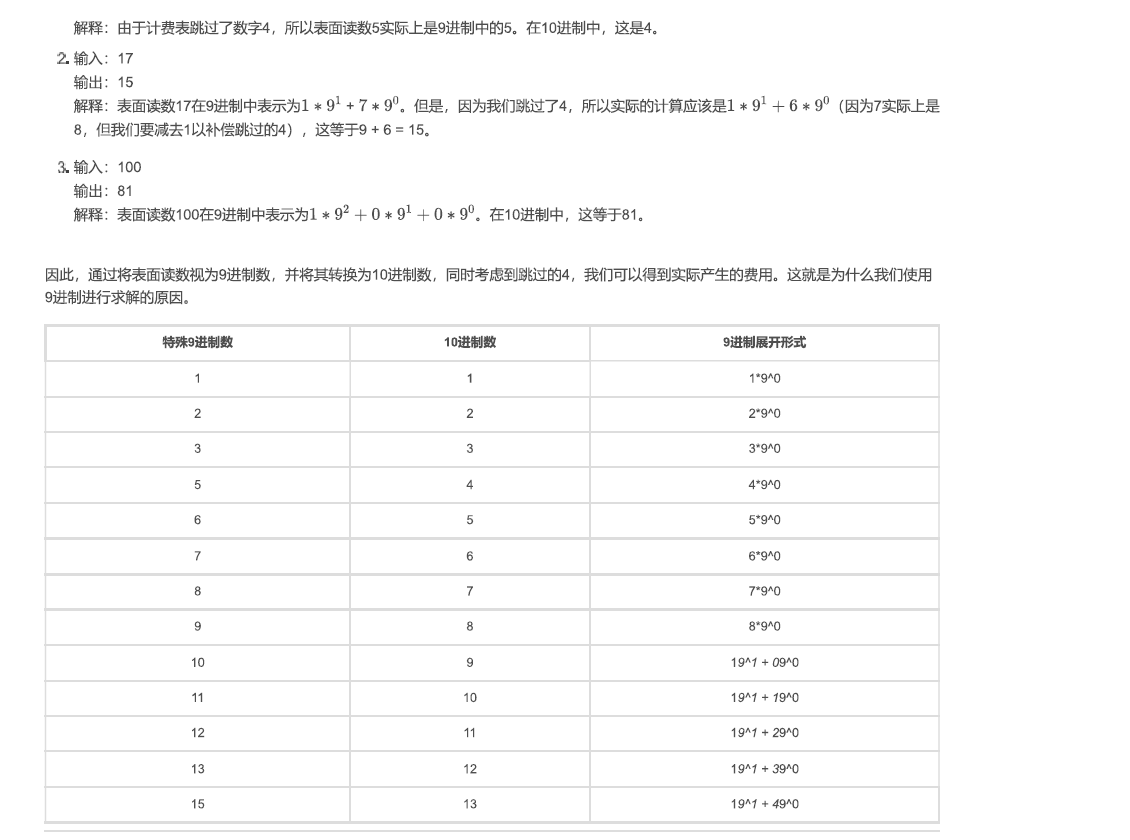 解释：由于计费表跳过了数字4，所以表面读数5实际上是9进制中的5。在10进制中，这是4。
2. 输入：17
输出：15
解释：表面读数17在9进制中表示为1 ∗ 9^1 + 7 ∗ 9^0。但是，因为我们跳过了4，所以实际的计算应该是1 ∗ 9^1 + 6 ∗ 9^0（因为7实际上是
8，但我们要减去1以补偿跳过的4），这等于9 + 6 = 15。
3. 输入：100
输出：81
解释：表面读数100在9进制中表示为1 ∗ 9^2 + 0 ∗ 9^1 + 0 ∗ 9^0。在10进制中，这等于81。
因此，通过将表面读数视为9进制数，并将其转换为10进制数，同时考虑到跳过的4，我们可以得到实际产生的费用。这就是为什么我们使用
9进制进行求解的原因。
特殊9进制数 10进制数 9进制展开形式
1 1 1*9^0
2 2 2*9^0
3 3 3*9^0
5 4 4*9^0
6 5 5*9^0
7 6 6*9^0
8 7 7*9^0
9 8 8*9^0
10 9 19^1 + 09^0
11 10 19^1 + 19^0
12 11 19^1 + 29^0
13 12 19^1 + 39^0
15 13 19^1 + 49^0